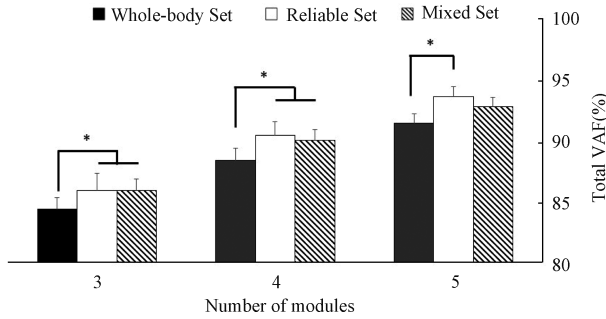 Whole-body Set Reliable Set Mixed Set
100
*
95
*
90
*
85
80
Total VAF(%)
3 4 5
Number of modules